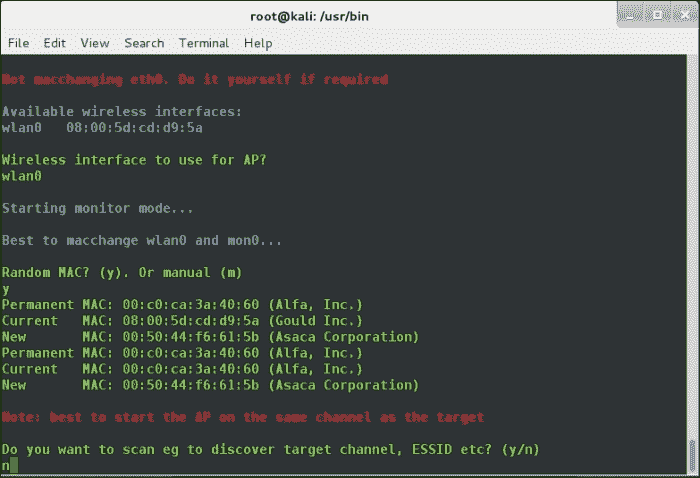 root@kali: /usr/bin
File Edit View Search Terminal Help
Not macchanging eth0. Do it yourself if required
Available wireless interfaces:
wlan0 08:00:5d:cd:d9:5a
Wireless interface to use for AP?
wlan0
Starting monitor mode...
Best to macchange wlan0 and mon0...
Random MAC? (y). Or manual (m)
y
Permanent MAC: 00:c0:ca:3a:40:60 (Alfa, Inc.)
Current MAC: 08:00:5d:cd:d9:5a (Gould Inc.)
New MAC: 00:50:44:f6:61:5b (Asaca Corporation)
Permanent MAC: 00:c0:ca:3a:40:60 (Alfa, Inc.)
Current MAC: 00:c0:ca:3a:40:60 (Alfa, Inc.)
New MAC: 00:50:44:f6:61:5b (Asaca Corporation)
Note: best to start the AP on the same channel as the target
Do you want to scan eg to discover target channel, ESSID etc? (y/n)
n